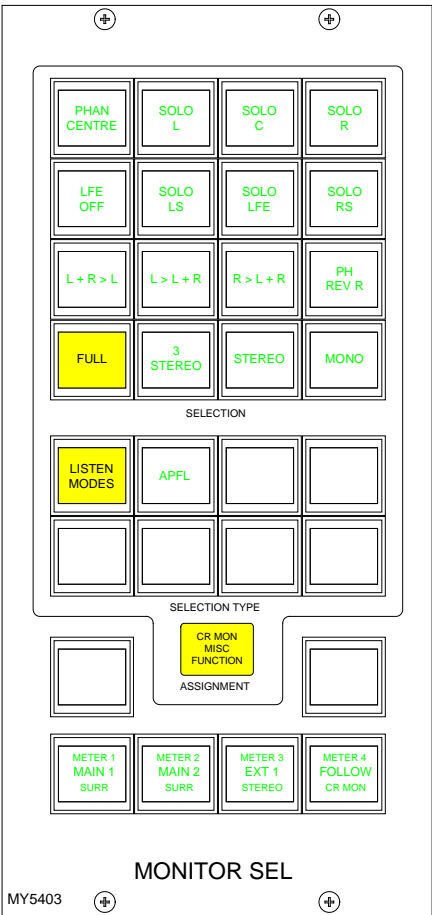 PHAN
CENTRE
SOLO
L
SOLO
C
SOLO
R
LFE
OFF
SOLO
LS
SOLO
LFE
SOLO
RS
L + R > L
L > L + R
R > L + R
PH
REV R
FULL
3
STEREO
STEREO
MONO
SELECTION
LISTEN
MODES
APFL
SELECTION TYPE
CR MON
MISC
FUNCTION
ASSIGNMENT
METER 1
MAIN 1
SURR
METER 2
MAIN 2
SURR
METER 3
EXT 1
STEREO
METER 4
FOLLOW
CR MON
MONITOR SEL
MY5403